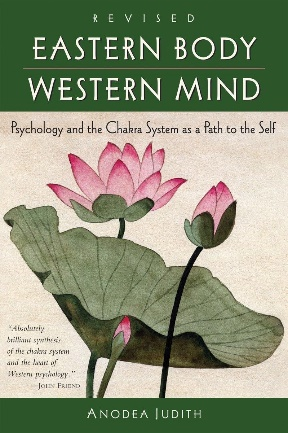 REVISED
EASTERN BODY
WESTERN MIND
Psychology and the Chakra System as a Path to the Self
"Absolutely
brilliant synthesis
of the chakra system
and the heart of
Western psychology."
—JOHN FRIEND
ANODEA JUDITH